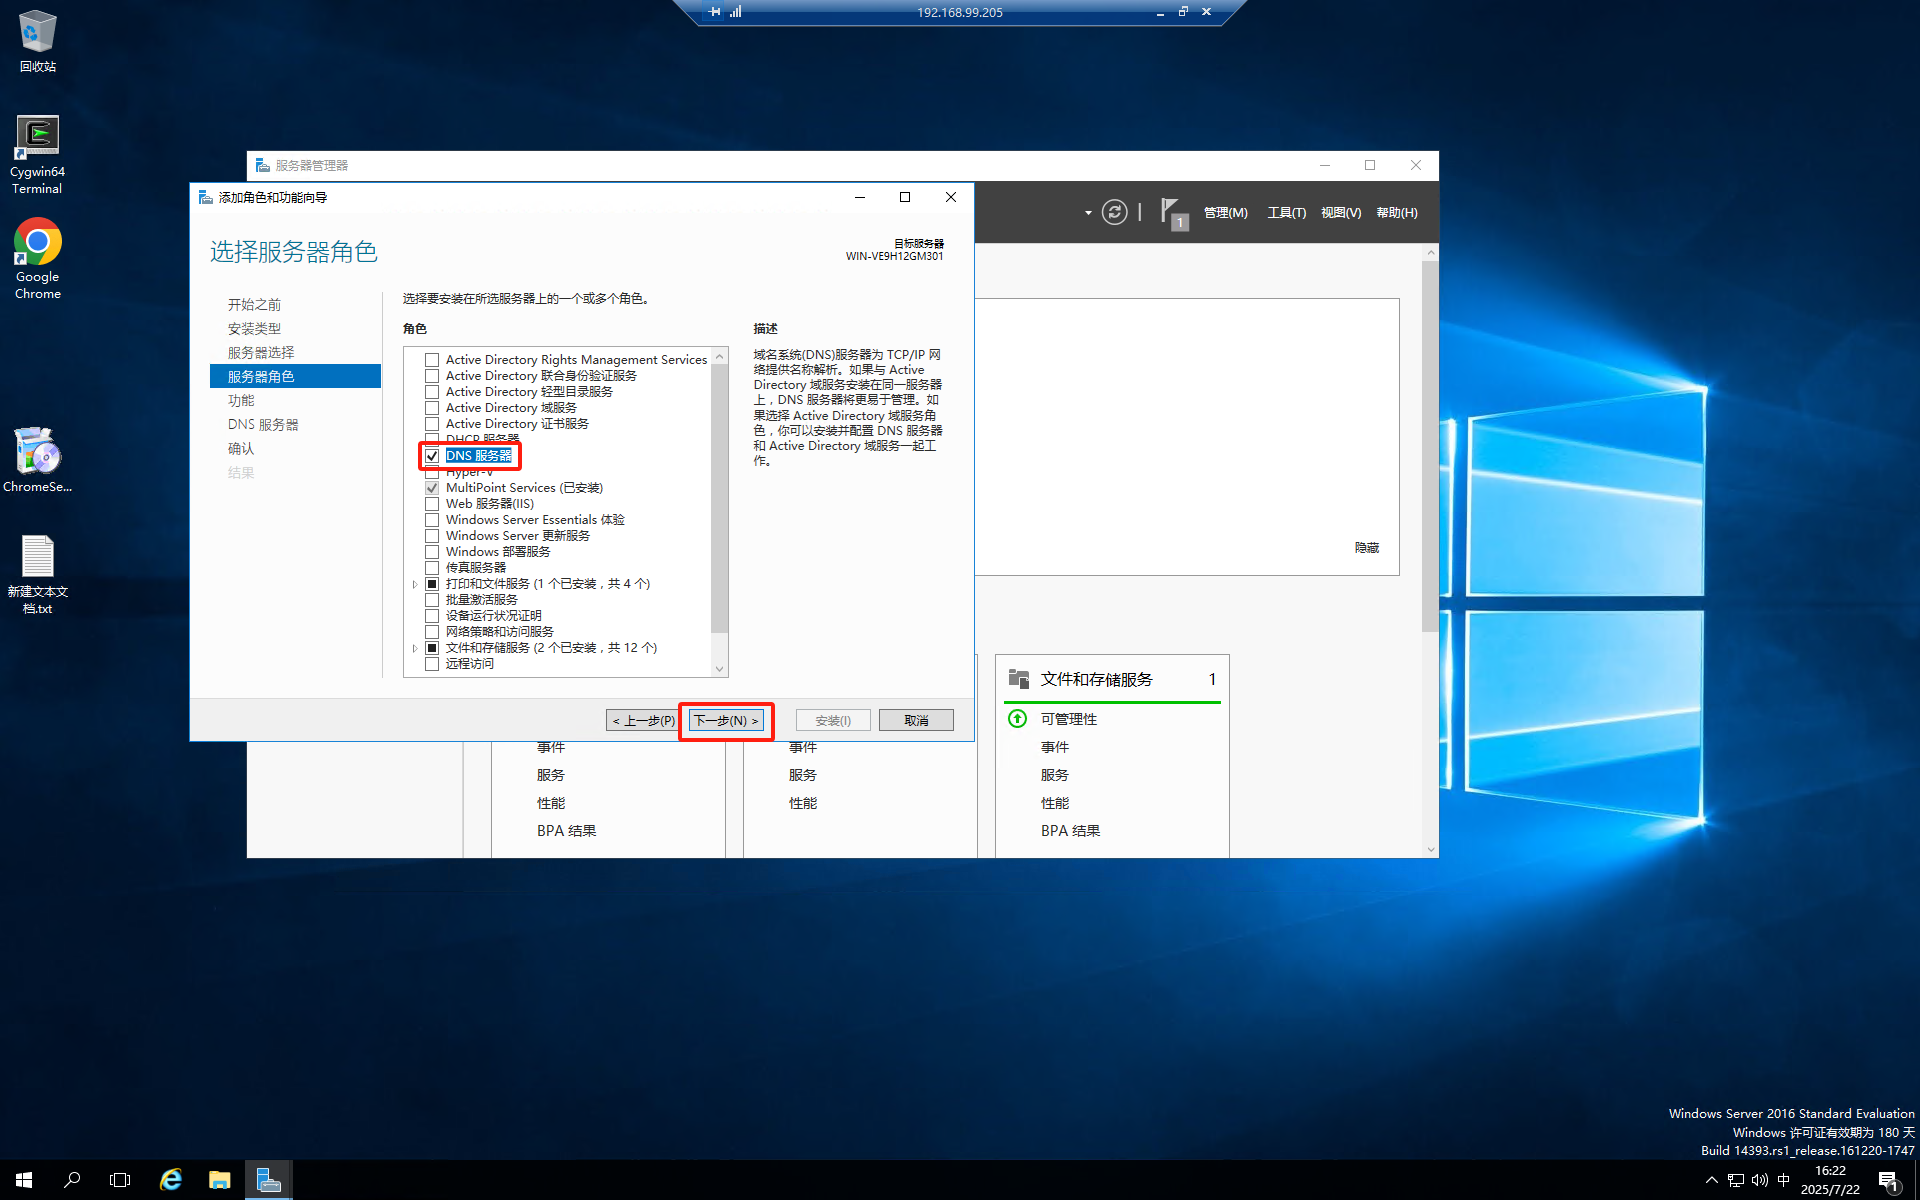 192.168.99.205
回收站
Cygwin64
Terminal
Google
Chrome
ChromeSe...
新建文本文
档.txt
服务器管理器
管理(M)
工具(T)
视图(V)
帮助(H)
1
添加角色和功能向导
选择服务器角色
目标服务器
WIN-VE9H12GM301
开始之前
安装类型
服务器选择
服务器角色
功能
DNS 服务器
确认
结果
选择要安装在所选服务器上的一个或多个角色。
角色
Active Directory Rights Management Services
Active Directory 联合身份验证服务
Active Directory 轻型目录服务
Active Directory 域服务
Active Directory 证书服务
DHCP 服务器
DNS 服务器
Hyper-V
MultiPoint Services (已安装)
Web 服务器(IIS)
Windows Server Essentials 体验
Windows Server 更新服务
Windows 部署服务
传真服务器
打印和文件服务 (1 个已安装，共 4 个)
批量激活服务
设备运行状况证明
网络策略和访问服务
文件和存储服务 (2 个已安装，共 12 个)
远程访问
描述
域名系统(DNS)服务器为 TCP/IP 网
络提供名称解析。如果与 Active
Directory 域服务安装在同一服务器
上，DNS 服务器将更易于管理。如
果选择 Active Directory 域服务角
色，你可以安装并配置 DNS 服务器
和 Active Directory 域服务一起工
作。
< 上一步(P)
下一步(N) >
安装(I)
取消
隐藏
事件
服务
性能
BPA 结果
事件
服务
性能
文件和存储服务 1
可管理性
事件
服务
性能
BPA 结果
Windows Server 2016 Standard Evaluation
Windows 许可证有效期为 180 天
Build 14393.rs1_release.161220-1747
中
16:22
2025/7/22
1